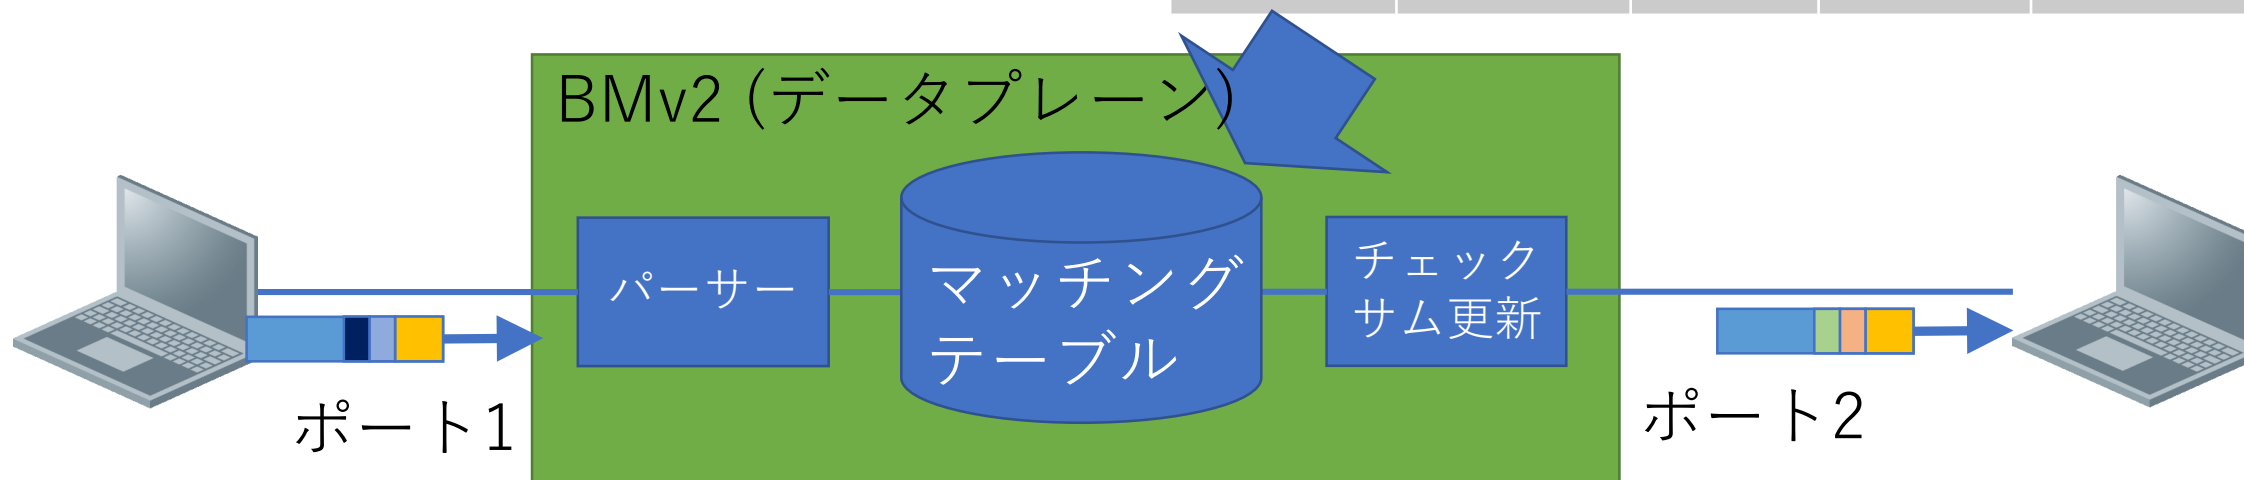 BMv2 (データプレーン)
パーサー
マッチング
テーブル
チェック
サム更新
ポート1
ポート2